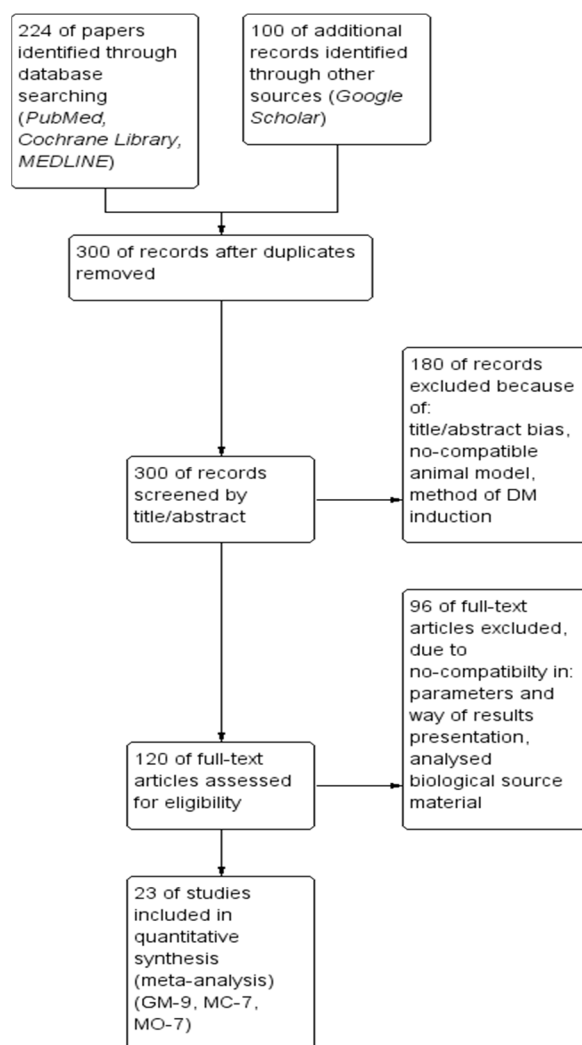 224 of papers
identified through
database
searching
(PubMed,
Cochrane Library,
MEDLINE)
100 of additional
records identified
through other
sources (Google
Scholar)
300 of records after duplicates
removed
180 of records
excluded because
of:
title/abstract bias,
no-compatible
animal model,
method of DM
induction
300 of records
screened by
title/abstract
96 of full-text
articles excluded,
due to
no-compatibilty in:
parameters and
way of results
presentation,
analysed
biological source
material
120 of full-text
articles assessed
for eligibility
23 of studies
included in
quantitative
synthesis
(meta-analysis)
(GM-9, MC-7,
MO-7)